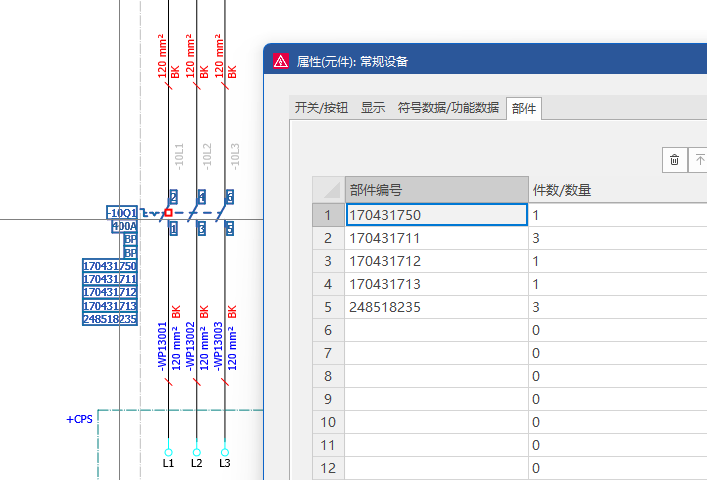 120 mm²
BK
120 mm²
BK
120 mm²
BK
-10L1
-10L2
-10L3
2
4
6
-10Q1
400A
BP
BP
1
3
5
170431750
170431711
170431712
170431713
248518235
-WP13001
120 mm²
BK
-WP13002
120 mm²
BK
-WP13003
120 mm²
BK
+CPS
L1
L2
L3
属性(元件): 常规设备
开关/按钮 显示 符号数据/功能数据 部件
部件编号 件数/数量
1 170431750 1
2 170431711 3
3 170431712 1
4 170431713 1
5 248518235 3
6 0
7 0
8 0
9 0
10 0
11 0
12 0